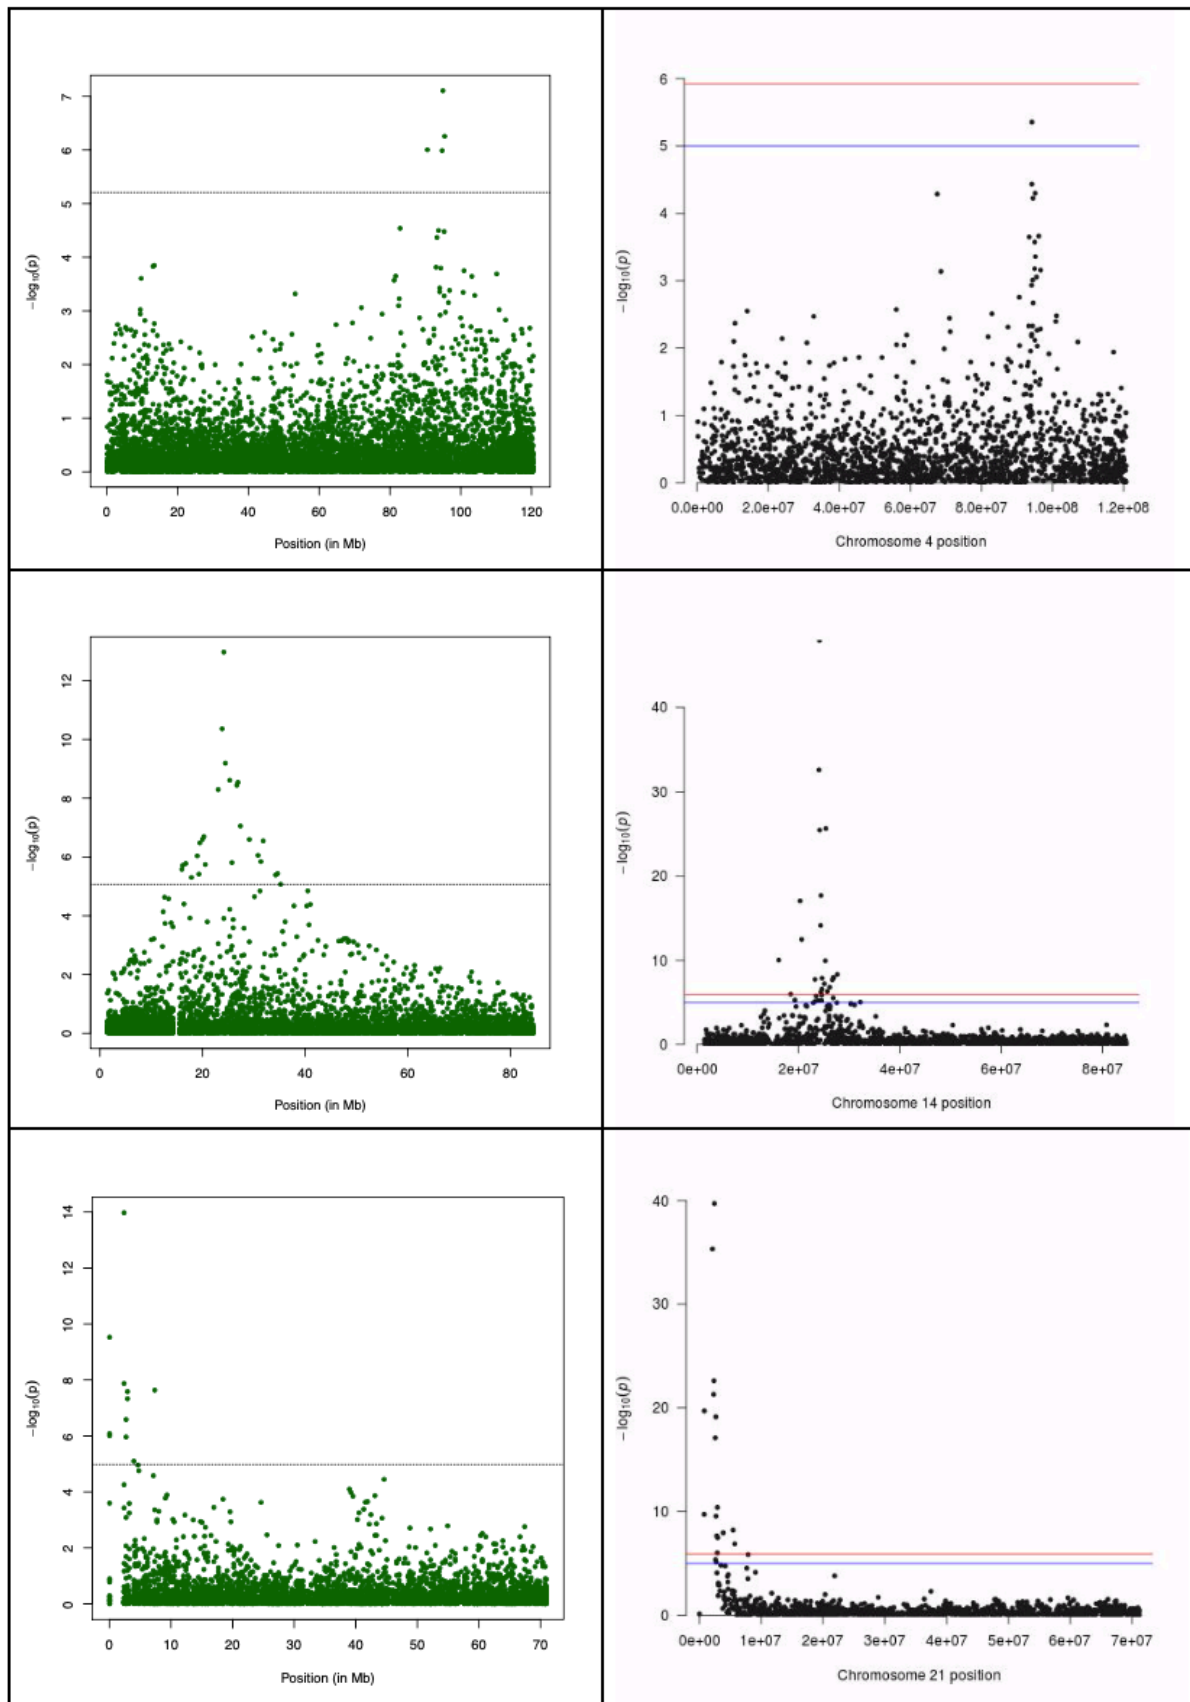 7
6
5
4
3
2
1
0
−log₁₀(p)
0 20 40 60 80 100 120
Position (in Mb)
6
5
4
3
2
1
0
−log₁₀(p)
0.0e+00 2.0e+07 4.0e+07 6.0e+07 8.0e+07 1.0e+08 1.2e+08
Chromosome 4 position
12
10
8
6
4
2
0
−log₁₀(p)
0 20 40 60 80
Position (in Mb)
40
30
20
10
0
−log₁₀(p)
0e+00 2e+07 4e+07 6e+07 8e+07
Chromosome 14 position
14
12
10
8
6
4
2
0
−log₁₀(p)
0 10 20 30 40 50 60 70
Position (in Mb)
40
30
20
10
0
−log₁₀(p)
0e+00 1e+07 2e+07 3e+07 4e+07 5e+07 6e+07 7e+07
Chromosome 21 position